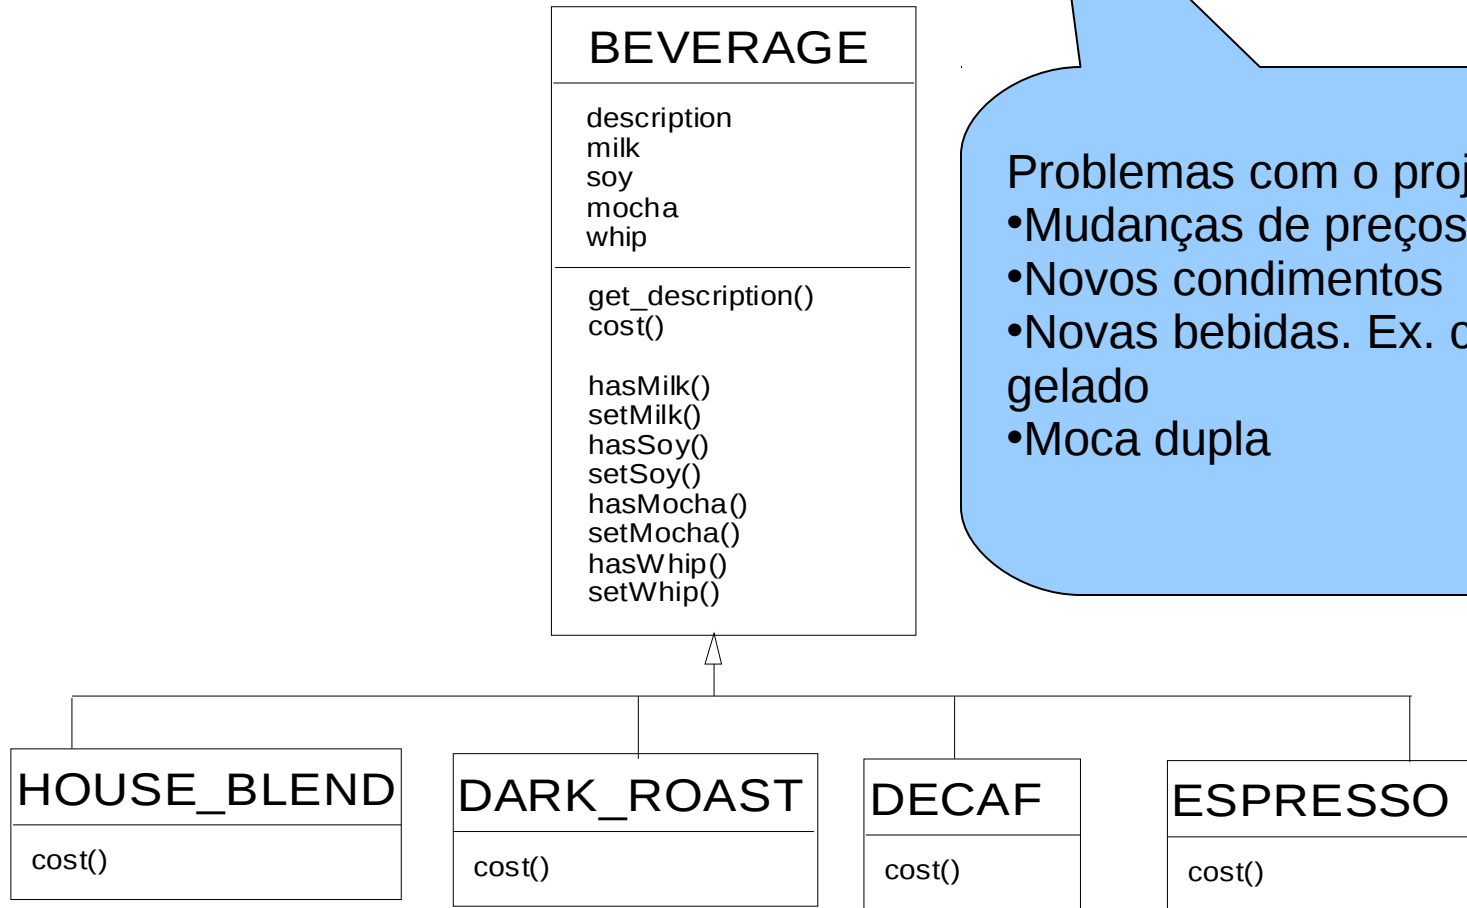 BEVERAGE
description
milk
soy
mocha
whip
get_description()
cost()
hasMilk()
setMilk()
hasSoy()
setSoy()
hasMocha()
setMocha()
hasWhip()
setWhip()
Problemas com o
•Mudanças de preços
•Novos condimentos
•Novas bebidas. Ex.
gelado
•Moca dupla
HOUSE_BLEND
cost()
DARK_ROAST
cost()
DECAF
cost()
ESPRESSO
cost()